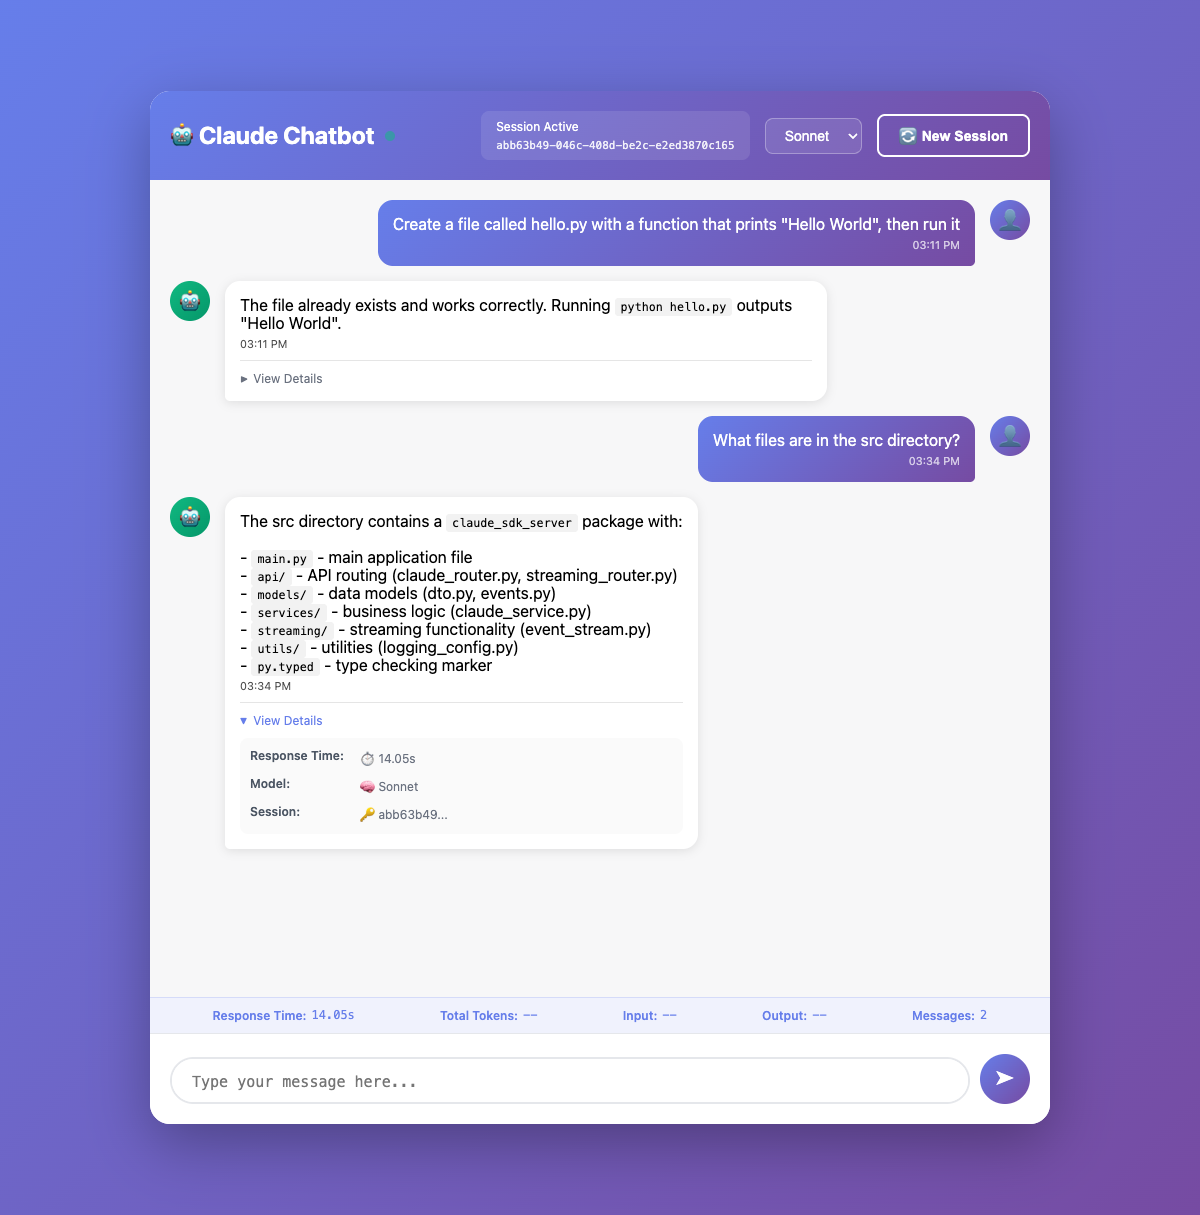 Claude Chatbot
Session Active
abb63b49-046c-408d-be2c-e2ed3870c165
Sonnet
New Session
Create a file called hello.py with a function that prints "Hello World", then run it
03:11 PM
The file already exists and works correctly. Running python hello.py outputs
"Hello World".
03:11 PM
View Details
What files are in the src directory?
03:34 PM
The src directory contains a claude_sdk_server package with:
- main.py - main application file
- api/ - API routing (claude_router.py, streaming_router.py)
- models/ - data models (dto.py, events.py)
- services/ - business logic (claude_service.py)
- streaming/ - streaming functionality (event_stream.py)
- utils/ - utilities (logging_config.py)
- py.typed - type checking marker
03:34 PM
View Details
Response Time: 14.05s
Model: Sonnet
Session: abb63b49...
Response Time: 14.05s Total Tokens: -- Input: -- Output: -- Messages: 2
Type your message here...